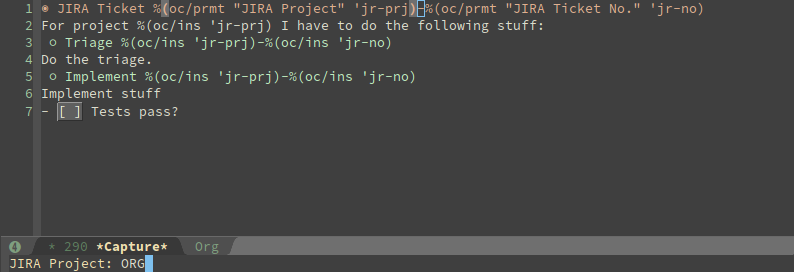 1 ◉ JIRA Ticket %(oc/prmt "JIRA Project" 'jr-prj)-%(oc/prmt "JIRA Ticket No." 'jr-no)
2 For project %(oc/ins 'jr-prj) I have to do the following stuff:
3 ○ Triage %(oc/ins 'jr-prj)-%(oc/ins 'jr-no)
4 Do the triage.
5 ○ Implement %(oc/ins 'jr-prj)-%(oc/ins 'jr-no)
6 Implement stuff
7 - [ ] Tests pass?
4 * 290 *Capture* Org
JIRA Project: ORG